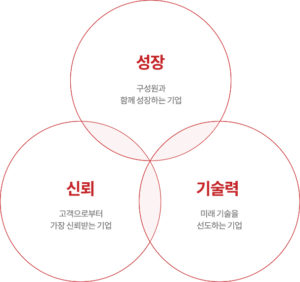 성장
구성원과
함께 성장하는 기업
신뢰
고객으로부터
가장 신뢰받는 기업
기술력
미래 기술을
선도하는 기업